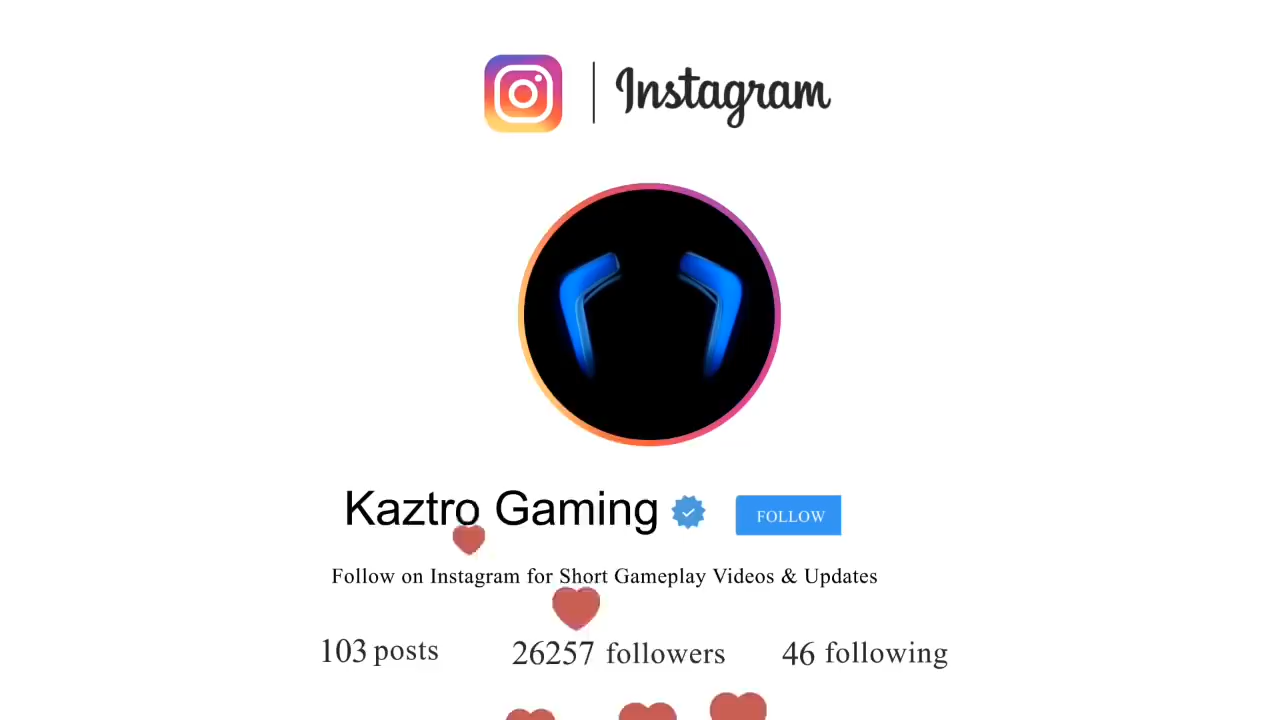 Instagram
Kaztro Gaming
FOLLOW
Follow on Instagram for Short Gameplay Videos & Updates
103 posts 26257 followers 46 following